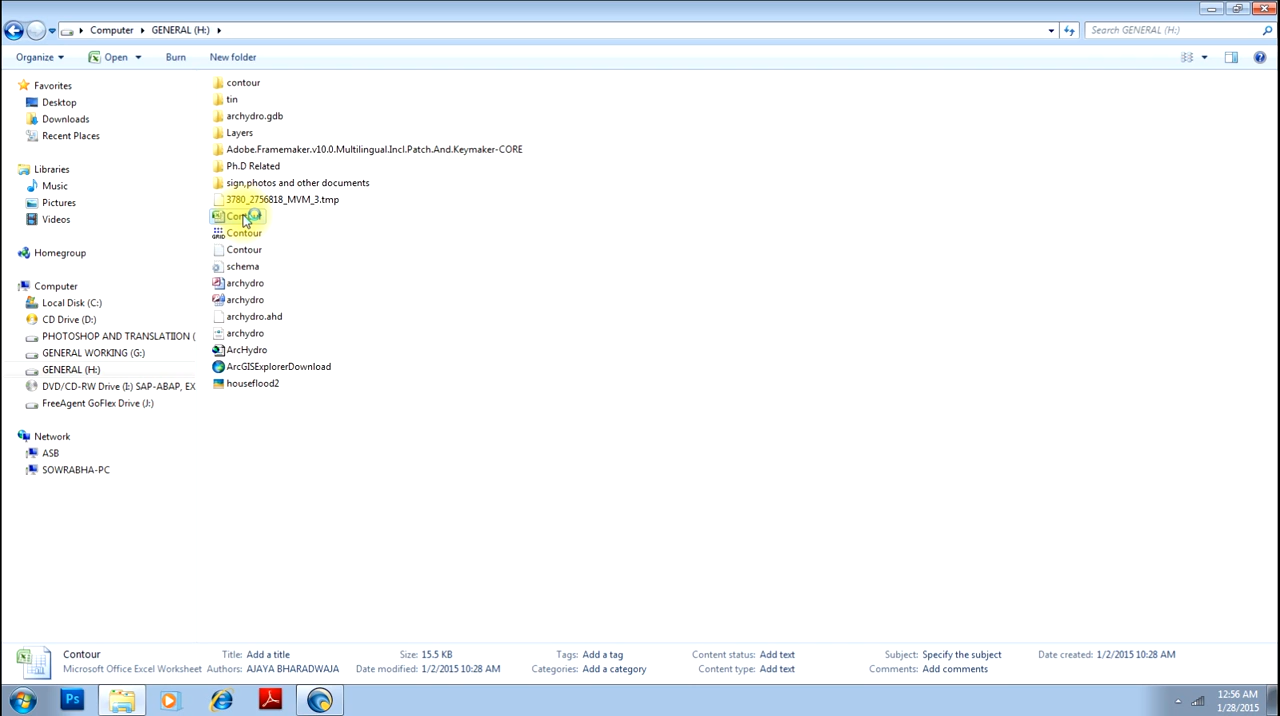 Computer ▸ GENERAL (H:) ▸
Search GENERAL (H:)
Organize Open Burn New folder
Favorites
Desktop
Downloads
Recent Places
Libraries
Music
Pictures
Videos
Homegroup
Computer
Local Disk (C:)
CD Drive (D:)
PHOTOSHOP AND TRANSLATIION (
GENERAL WORKING (G:)
GENERAL (H:)
DVD/CD-RW Drive (I:) SAP-ABAP, EX
FreeAgent GoFlex Drive (J:)
Network
ASB
SOWRABHA-PC
contour
tin
archydro.gdb
Layers
Adobe.Framemaker.v10.0.Multilingual.Incl.Patch.And.Keymaker-CORE
Ph.D Related
sign,photos and other documents
3780_2756818_MVM_3.tmp
Contour
GRID Contour
Contour
schema
archydro
archydro
archydro.ahd
archydro
ArcHydro
ArcGISExplorerDownload
houseflood2
Contour Title: Add a title Size: 15.5 KB Tags: Add a tag Content status: Add text Subject: Specify the subject Date created: 1/2/2015 10:28 AM
Microsoft Office Excel Worksheet Authors: AJAYA BHARADWAJA Date modified: 1/2/2015 10:28 AM Categories: Add a category Content type: Add text Comments: Add comments
Ps
12:56 AM
1/28/2015